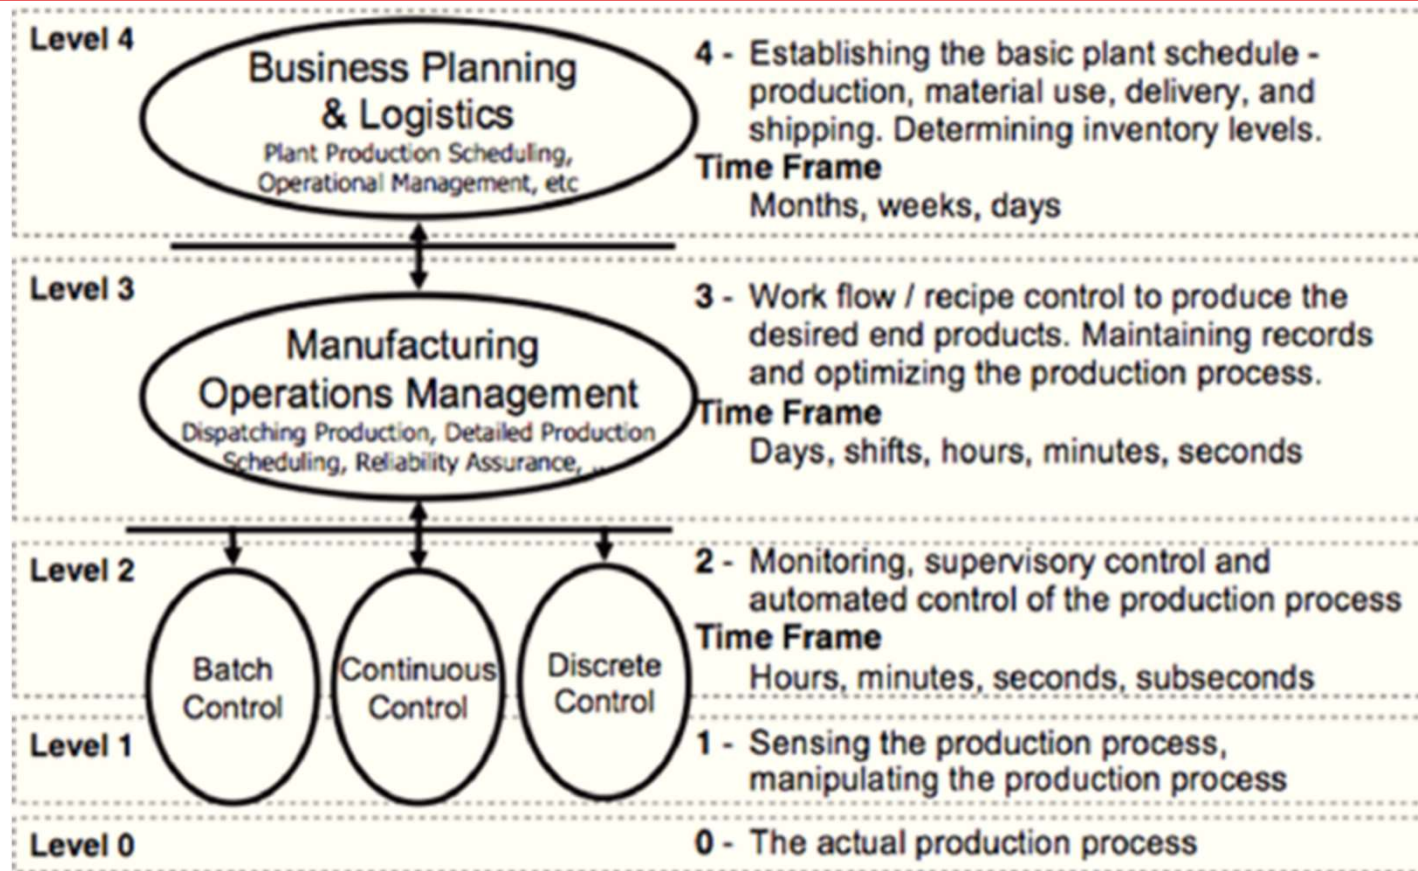 Level 4
Business Planning
& Logistics
Plant Production Scheduling,
Operational Management, etc
4 - Establishing the basic plant schedule -
production, material use, delivery, and
shipping. Determining inventory levels.
Time Frame
Months, weeks, days
Level 3
Manufacturing
Operations Management
Dispatching Production, Detailed Production
Scheduling, Reliability Assurance, ...
3 - Work flow / recipe control to produce the
desired end products. Maintaining records
and optimizing the production process.
Time Frame
Days, shifts, hours, minutes, seconds
Level 2
Batch
Control
Continuous
Control
Discrete
Control
2 - Monitoring, supervisory control and
automated control of the production process
Time Frame
Hours, minutes, seconds, subseconds
Level 1
1 - Sensing the production process,
manipulating the production process
Level 0
0 - The actual production process